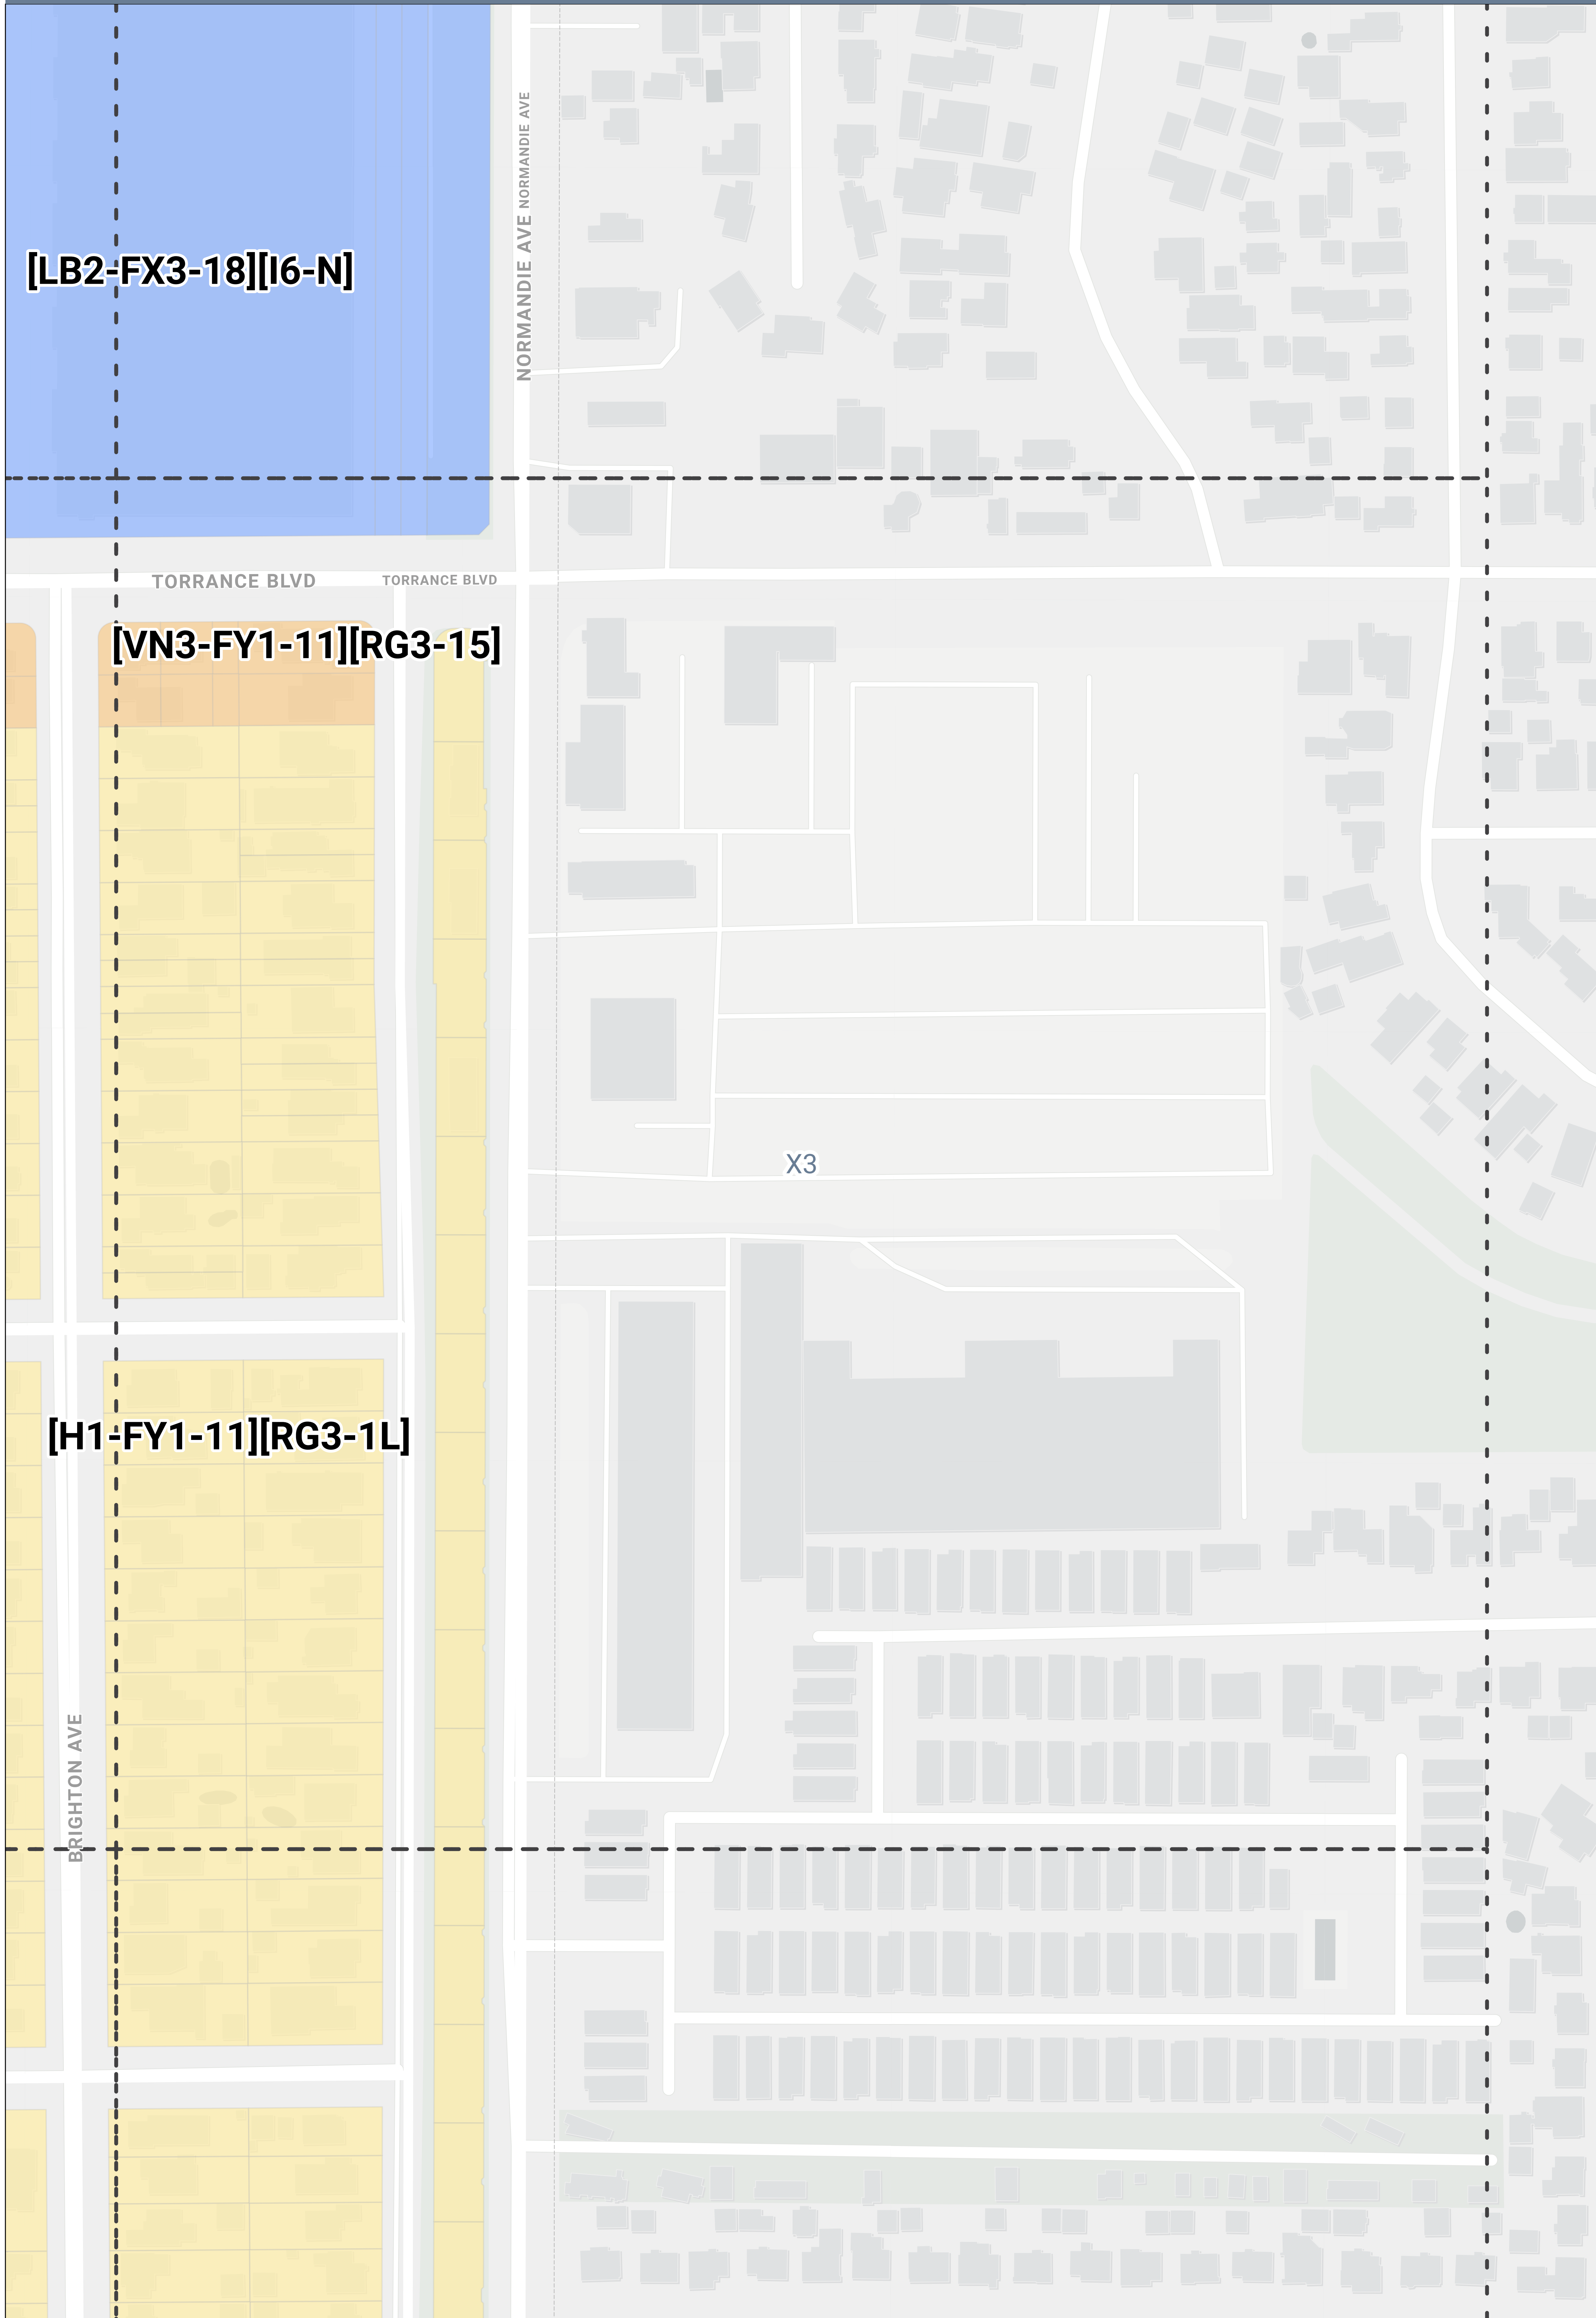 NORMANDIE AVE
NORMANDIE AVE
[LB2-FX3-18][I6-N]
TORRANCE BLVD
TORRANCE BLVD
[VN3-FY1-11][RG3-15]
X3
[H1-FY1-11][RG3-1L]
BRIGHTON AVE